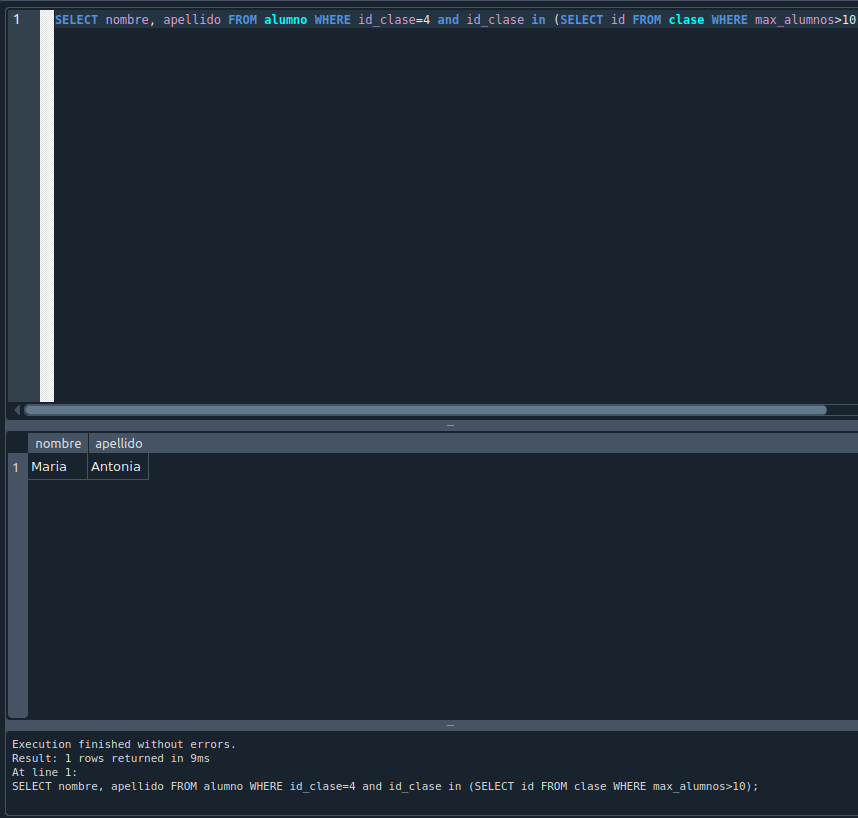 1 SELECT nombre, apellido FROM alumno WHERE id_clase=4 and id_clase in (SELECT id FROM clase WHERE max_alumnos>10
nombre apellido
1 Maria Antonia
Execution finished without errors.
Result: 1 rows returned in 9ms
At line 1:
SELECT nombre, apellido FROM alumno WHERE id_clase=4 and id_clase in (SELECT id FROM clase WHERE max_alumnos>10);